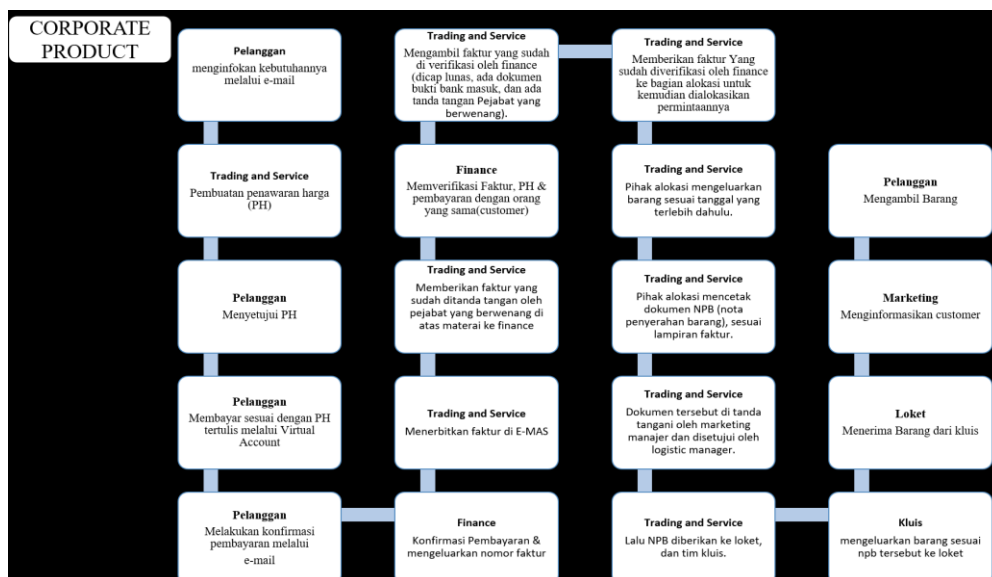 CORPORATE
PRODUCT
Pelanggan
menginfokan kebutuhannya
melalui e-mail
Trading and Service
Pembuatan penawaran harga
(PH)
Pelanggan
Menyetujui PH
Pelanggan
Membayar sesuai dengan PH
tertulis melalui Virtual
Account
Pelanggan
Melakukan konfirmasi
pembayaran melalui
e-mail
Finance
Konfirmasi Pembayaran &
mengeluarkan nomor faktur
Trading and Service
Menerbitkan faktur di E-MAS
Trading and Service
Memberikan faktur yang
sudah ditanda tangan oleh
pejabat yang berwenang di
atas materai ke finance
Finance
Memverifikasi Faktur, PH &
pembayaran dengan orang
yang sama(customer)
Trading and Service
Mengambil faktur yang sudah
di verifikasi oleh finance
(dicap lunas, ada dokumen
bukti bank masuk, dan ada
tanda tangan Pejabat yang
berwenang).
Trading and Service
Memberikan faktur Yang
sudah diverifikasi oleh finance
ke bagian alokasi untuk
kemudian dialokasikan
permintaannya
Trading and Service
Pihak alokasi mengeluarkan
barang sesuai tanggal yang
terlebih dahulu.
Trading and Service
Pihak alokasi mencetak
dokumen NPB (nota
penyerahan barang), sesuai
lampiran faktur.
Trading and Service
Dokumen tersebut di tanda
tangani oleh marketing
manajer dan disetujui oleh
logistic manager.
Trading and Service
Lalu NPB diberikan ke loket,
dan tim kluis.
Kluis
mengeluarkan barang sesuai
npb tersebut ke loket
Loket
Menerima Barang dari kluis
Marketing
Menginformasikan customer
Pelanggan
Mengambil Barang